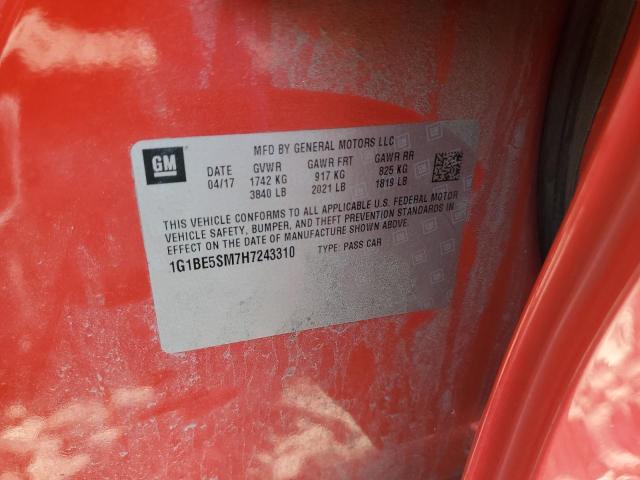 MFD BY GENERAL MOTORS LLC
GM
DATE GVWR GAWR FRT GAWR RR
04/17 1742 KG 917 KG 825 KG
3840 LB 2021 LB 1819 LB
THIS VEHICLE CONFORMS TO ALL APPLICABLE U.S. FEDERAL MOTOR
VEHICLE SAFETY, BUMPER, AND THEFT PREVENTION STANDARDS IN
EFFECT ON THE DATE OF MANUFACTURE SHOWN ABOVE.
1G1BE5SM7H7243310 TYPE: PASS CAR